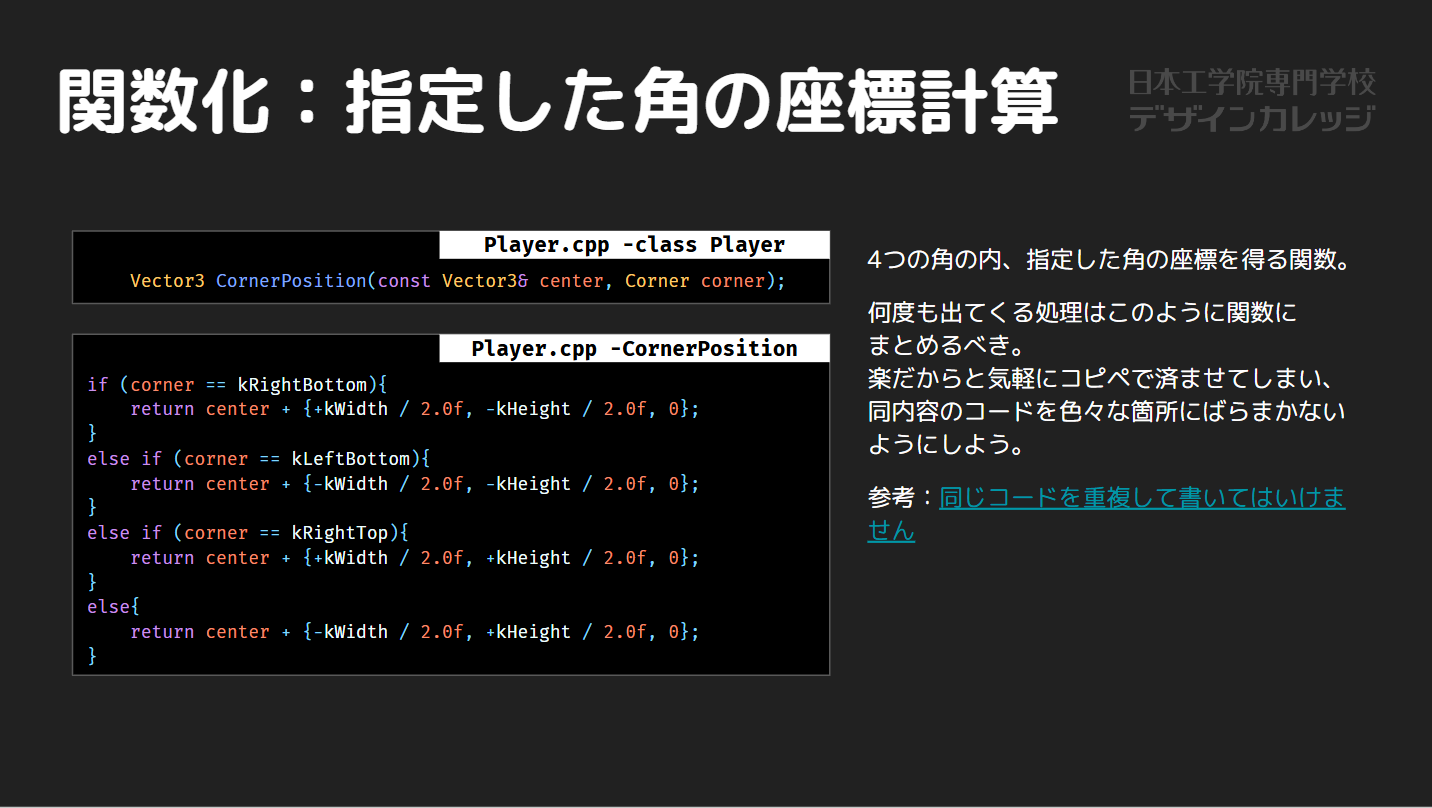 関数化：指定した角の座標計算
日本工学院専門学校
デザインカレッジ
Player.cpp -class Player
Vector3 CornerPosition(const Vector3& center, Corner corner);
Player.cpp -CornerPosition
if (corner == kRightBottom){
    return center + {+kWidth / 2.0f, -kHeight / 2.0f, 0};
}
else if (corner == kLeftBottom){
    return center + {-kWidth / 2.0f, -kHeight / 2.0f, 0};
}
else if (corner == kRightTop){
    return center + {+kWidth / 2.0f, +kHeight / 2.0f, 0};
}
else{
    return center + {-kWidth / 2.0f, +kHeight / 2.0f, 0};
}
4つの角の内、指定した角の座標を得る関数。
何度も出てくる処理はこのように関数に
まとめるべき。
楽だからと気軽にコピペで済ませてしまい、
同内容のコードを色々な箇所にばらまかない
ようにしよう。
参考：同じコードを重複して書いてはいけま
せん